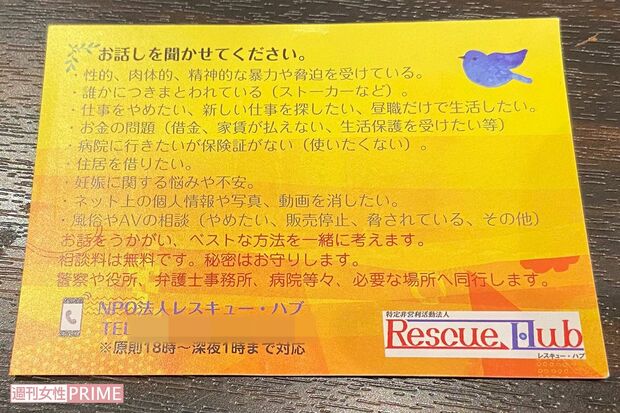 お話しを聞かせてください。
・性的、肉体的、精神的な暴力や脅迫を受けている。
・誰かにつきまとわれている（ストーカーなど）。
・仕事をやめたい、新しい仕事を探したい、昼職だけで生活したい。
・お金の問題（借金、家賃が払えない、生活保護を受けたい等）
・病院に行きたいが保険証がない（使いたくない）。
・住居を借りたい。
・妊娠に関する悩みや不安。
・ネット上の個人情報や写真、動画を消したい。
・風俗やAVの相談（やめたい、販売停止、脅されている、その他）
お話をうかがい、ベストな方法を一緒に考えます。
相談料は無料です。秘密はお守りします。
警察や役所、弁護士事務所、病院等々、必要な場所へ同行します。
NPO法人レスキュー・ハブ
TEL
※原則18時～深夜1時まで対応
特定非営利活動法人
Rescue Hub
レスキュー・ハブ
週刊女性PRIME